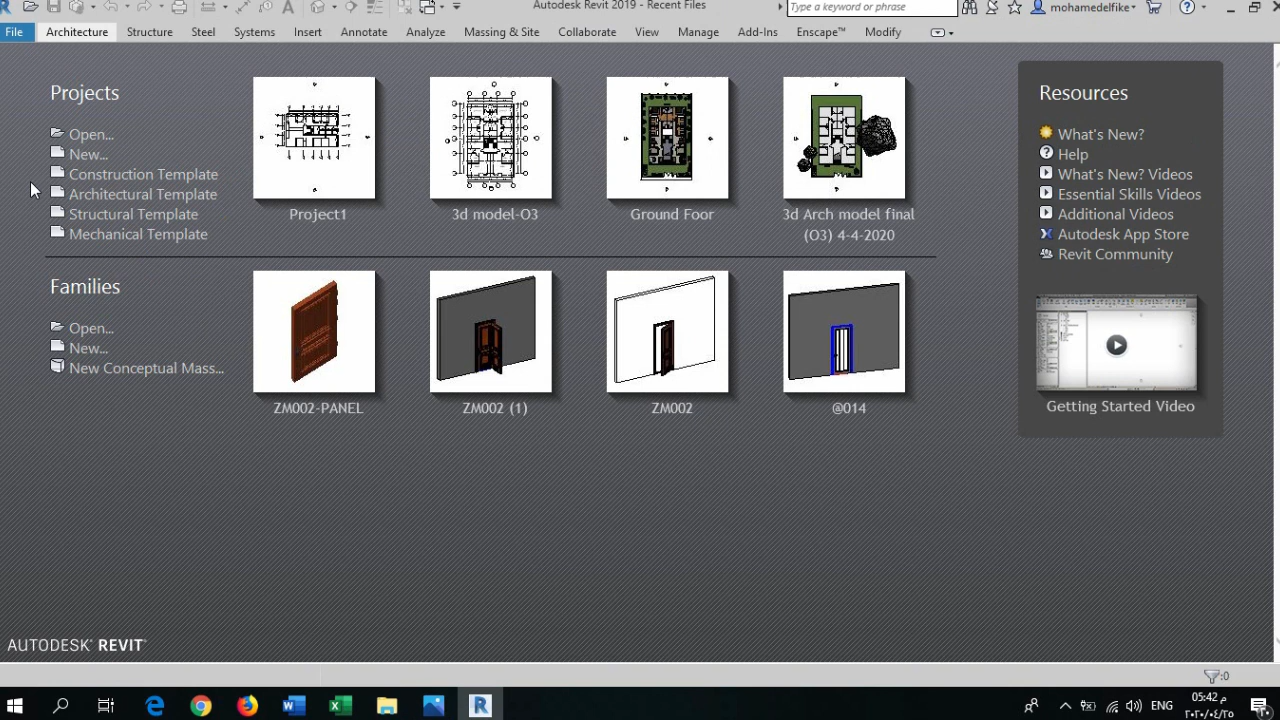 Autodesk Revit 2019 - Recent Files
Type a keyword or phrase
mohamedelfike
File
Architecture
Structure
Steel
Systems
Insert
Annotate
Analyze
Massing & Site
Collaborate
View
Manage
Add-Ins
Enscape™
Modify
Projects
Open...
New...
Construction Template
Architectural Template
Structural Template
Mechanical Template
Project1
3d model-O3
Ground Foor
3d Arch model final
(O3) 4-4-2020
Families
Open...
New...
New Conceptual Mass...
ZM002-PANEL
ZM002 (1)
ZM002
@014
Resources
What's New?
Help
What's New? Videos
Essential Skills Videos
Additional Videos
Autodesk App Store
Revit Community
Getting Started Video
AUTODESK® REVIT®
:0
ENG
05:42 م
٢٠٢٠/٠٤/٢٥